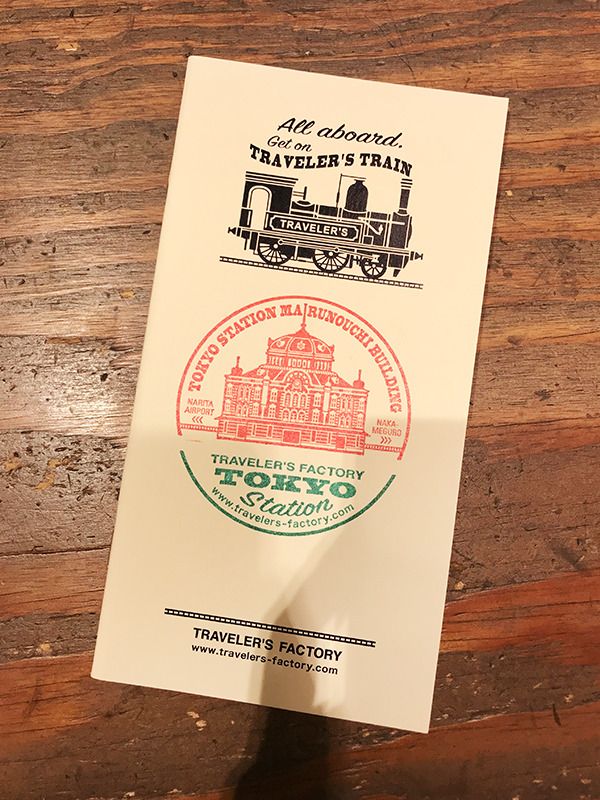 All aboard.
Get on
TRAVELER'S TRAIN
TRAVELER'S
TOKYO STATION MARUNOUCHI BUILDING
NARITA
AIRPORT
<<<
NAKA-
MEGURO
>>>
TRAVELER'S FACTORY
TOKYO
Station
www.travelers-factory.com
TRAVELER'S FACTORY
www.travelers-factory.com